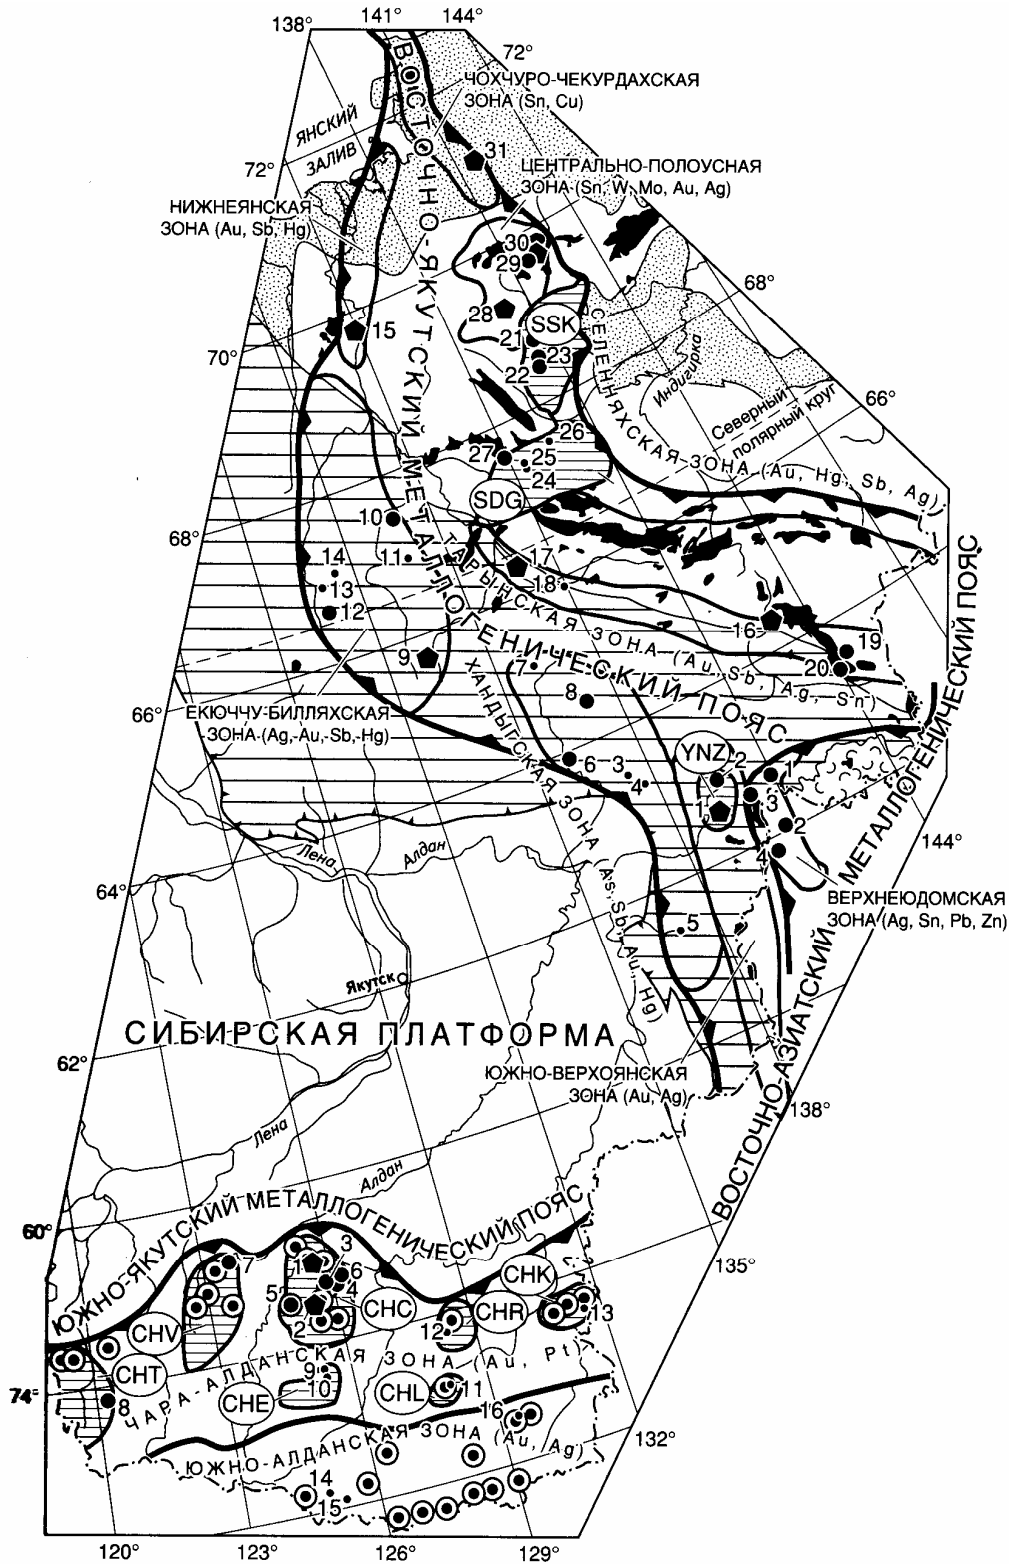 138°
141°
144°
72°
ВОСТОЧНО-ЯКУТСКИЙ МЕТАЛЛОГЕНИЧЕСКИЙ ПОЯС
ЧОХЧУРО-ЧЕКУРДАХСКАЯ
ЗОНА (Sn, Cu)
ЯНСКИЙ
ЗАЛИВ
72°
31
ЦЕНТРАЛЬНО-ПОЛОУСНАЯ
ЗОНА (Sn, W, Mo, Au, Ag)
НИЖНЕЯНСКАЯ
ЗОНА (Au, Sb, Hg)
30
29
68°
28
15
SSK
21
23
22
СЕЛЕННЯХСКАЯ ЗОНА (Au, Hg, Sb, Ag)
Индигирка
70°
66°
Северный
полярный круг
26
27
25
24
SDG
10
68°
ТАРЫНСКАЯ ЗОНА (Au, Sb, Ag, Sn)
14
11
17
13
18
12
16
19
9
20
7
8
66°
ЕКЮЧЧУ-БИЛЛЯХСКАЯ
ЗОНА (Ag, Au, Sb, Hg)
ХАНДЫГСКАЯ ЗОНА (As, Sb, Au, Hg)
YNZ
6
3
4
2
1
1
3
2
4
Лена
Алдан
144°
64°
ВЕРХНЕЮДОМСКАЯ
ЗОНА (Ag, Sn, Pb, Zn)
5
Якутск
СИБИРСКАЯ ПЛАТФОРМА
62°
ЮЖНО-ВЕРХОЯНСКАЯ
ЗОНА (Au, Ag)
ВОСТОЧНО-АЗИАТСКИЙ МЕТАЛЛОГЕНИЧЕСКИЙ ПОЯС
138°
Лена
Алдан
60°
ЮЖНО-ЯКУТСКИЙ МЕТАЛЛОГЕНИЧЕСКИЙ ПОЯС
135°
7
1
3
6
4
5
2
CHK
CHC
CHR
13
12
CHV
CHT
ЧАРА-АЛДАНСКАЯ ЗОНА (Au, Pt)
9
10
CHE
CHL
11
74°
8
16
132°
ЮЖНО-АЛДАНСКАЯ ЗОНА (Au, Ag)
14
15
120°
123°
126°
129°